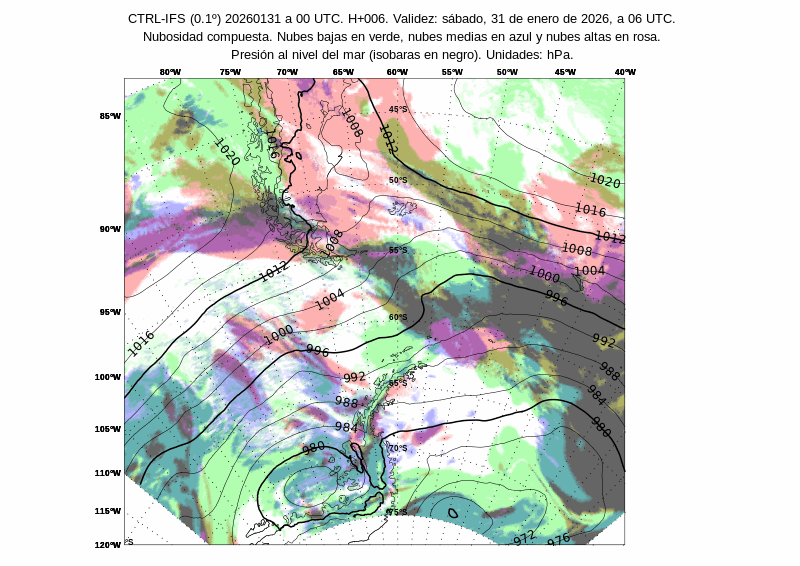 CTRL-IFS (0.1º) 20260131 a 00 UTC. H+006. Validez: sábado, 31 de enero de 2026, a 06 UTC.
Nubosidad compuesta. Nubes bajas en verde, nubes medias en azul y nubes altas en rosa.
Presión al nivel del mar (isobaras en negro). Unidades: hPa.
80ºW 75ºW 70ºW 65ºW 60ºW 55ºW 50ºW 45ºW 40ºW
45ºS
85ºW
1008
1012
1016
1020
50ºS
1020
1016
90ºW
1012
1008
55ºS
1008
1012
1004
1000
1004
996
95ºW
60ºS
1000
992
1016
996
988
100ºW
992
65ºS
984
988
105ºW
984
980
980
70ºS
110ºW
115ºW
75ºS
972
976
120ºW
ºS